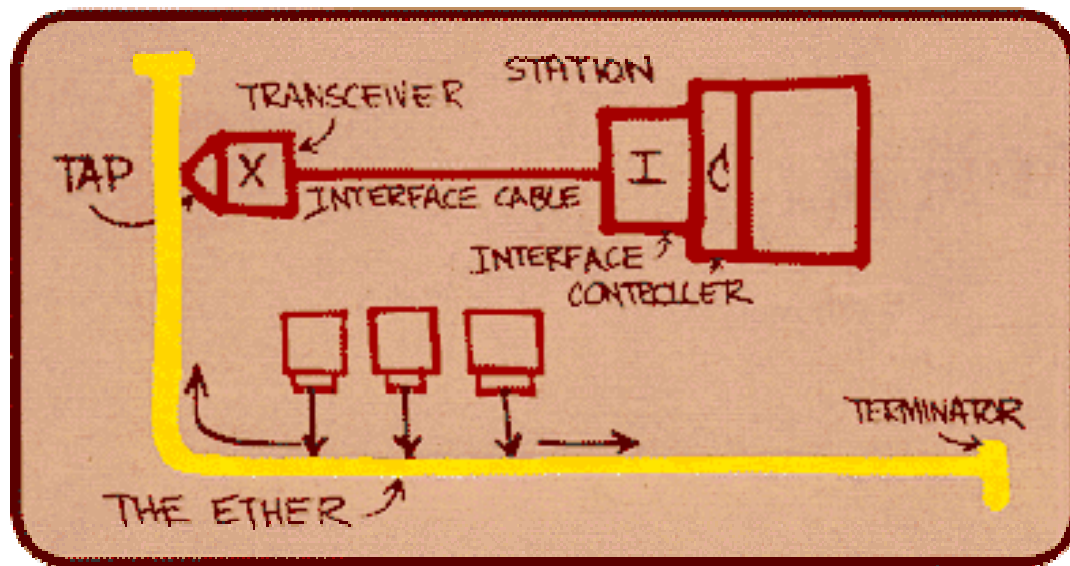 STATION
TRANSCEIVER
TAP
X
I
C
INTERFACE CABLE
INTERFACE
CONTROLLER
TERMINATOR
THE ETHER